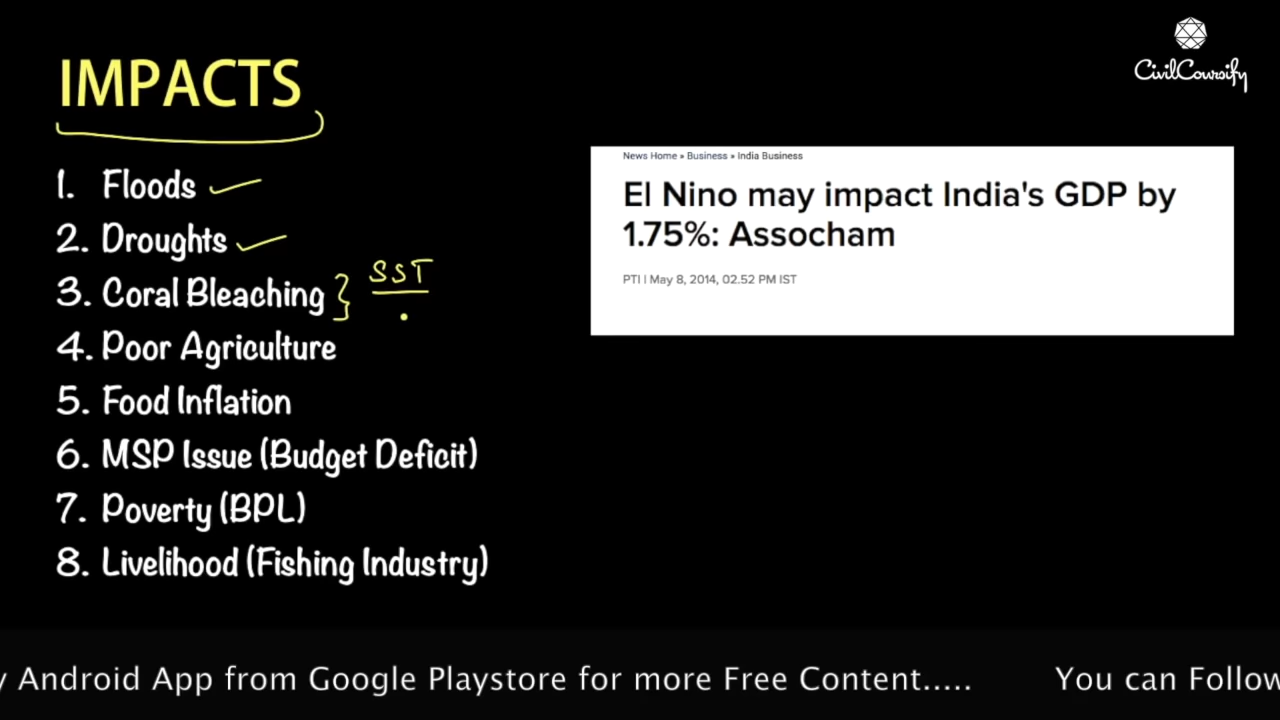 CivilCoursify
IMPACTS
1. Floods
2. Droughts
3. Coral Bleaching } SST
4. Poor Agriculture
5. Food Inflation
6. MSP Issue (Budget Deficit)
7. Poverty (BPL)
8. Livelihood (Fishing Industry)
News Home » Business » India Business
El Nino may impact India's GDP by
1.75%: Assocham
PTI | May 8, 2014, 02.52 PM IST
y Android App from Google Playstore for more Free Content..... You can Follow